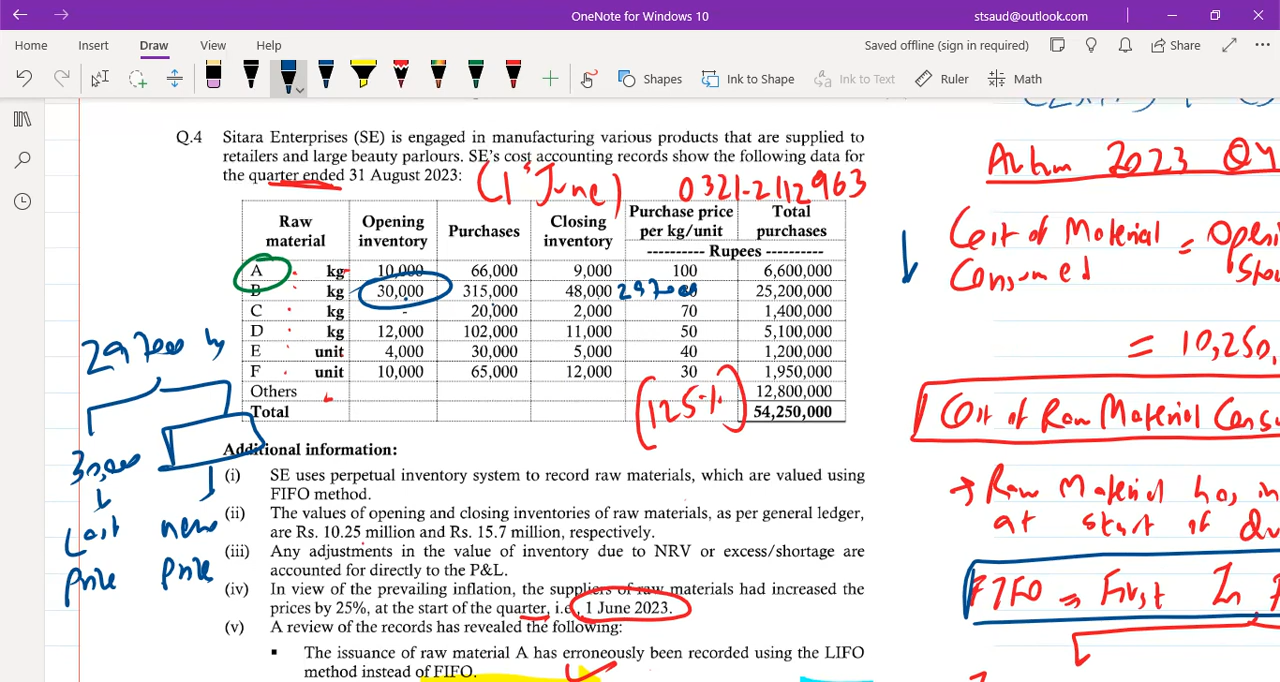 OneNote for Windows 10
stsaud@outlook.com
Home Insert Draw View Help
Saved offline (sign in required)
Share
Shapes
Ink to Shape
Ink to Text
Ruler
Math
Autum 2023 Q4
Q.4 Sitara Enterprises (SE) is engaged in manufacturing various products that are supplied to
retailers and large beauty parlours. SE's cost accounting records show the following data for
the quarter ended 31 August 2023:
(1st June) 0321-2112963
Raw material Opening inventory Purchases Closing inventory Purchase price per kg/unit Total purchases
---------- Rupees ----------
A kg 10,000 66,000 9,000 100 6,600,000
B kg 30,000 315,000 48,000 297000 25,200,000
C kg - 20,000 2,000 70 1,400,000
D kg 12,000 102,000 11,000 50 5,100,000
E unit 4,000 30,000 5,000 40 1,200,000
F unit 10,000 65,000 12,000 30 1,950,000
Others 12,800,000
Total 54,250,000
(125%)
297000 kg
30,000
Last
Price
new
Price
Additional information:
(i) SE uses perpetual inventory system to record raw materials, which are valued using
FIFO method.
(ii) The values of opening and closing inventories of raw materials, as per general ledger,
are Rs. 10.25 million and Rs. 15.7 million, respectively.
(iii) Any adjustments in the value of inventory due to NRV or excess/shortage are
accounted for directly to the P&L.
(iv) In view of the prevailing inflation, the suppliers of raw materials had increased the
prices by 25%, at the start of the quarter, i.e., 1 June 2023.
(v) A review of the records has revealed the following:
▪ The issuance of raw material A has erroneously been recorded using the LIFO
method instead of FIFO.
Cost of Material
Consumed
=
= 10,250,
Cost of Raw Material
→ Raw Material has
at start of
FIFO = First In